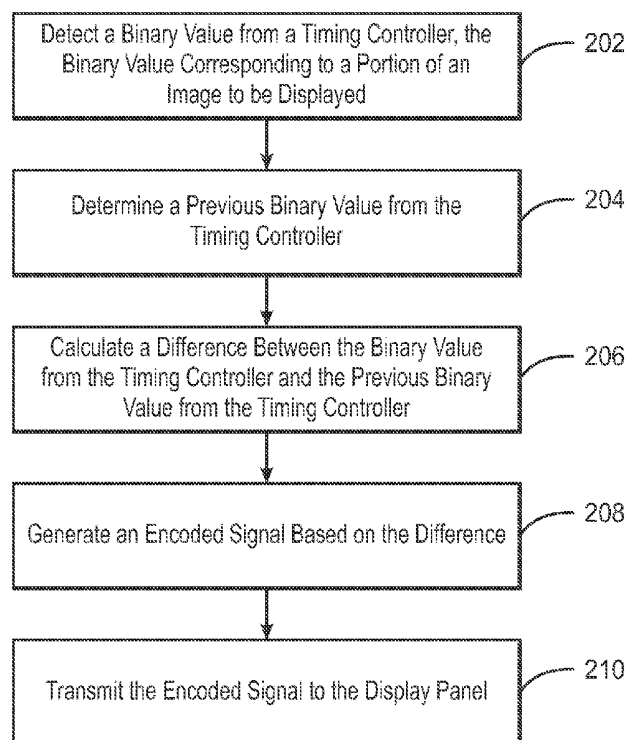 Detect a Binary Value from a Timing Controller, the
Binary Value Corresponding to a Portion of an
Image to be Displayed
202
Determine a Previous Binary Value from the
Timing Controller
204
Calculate a Difference Between the Binary Value
from the Timing Controller and the Previous Binary
Value from the Timing Controller
206
Generate an Encoded Signal Based on the Difference
208
Transmit the Encoded Signal to the Display Panel
210